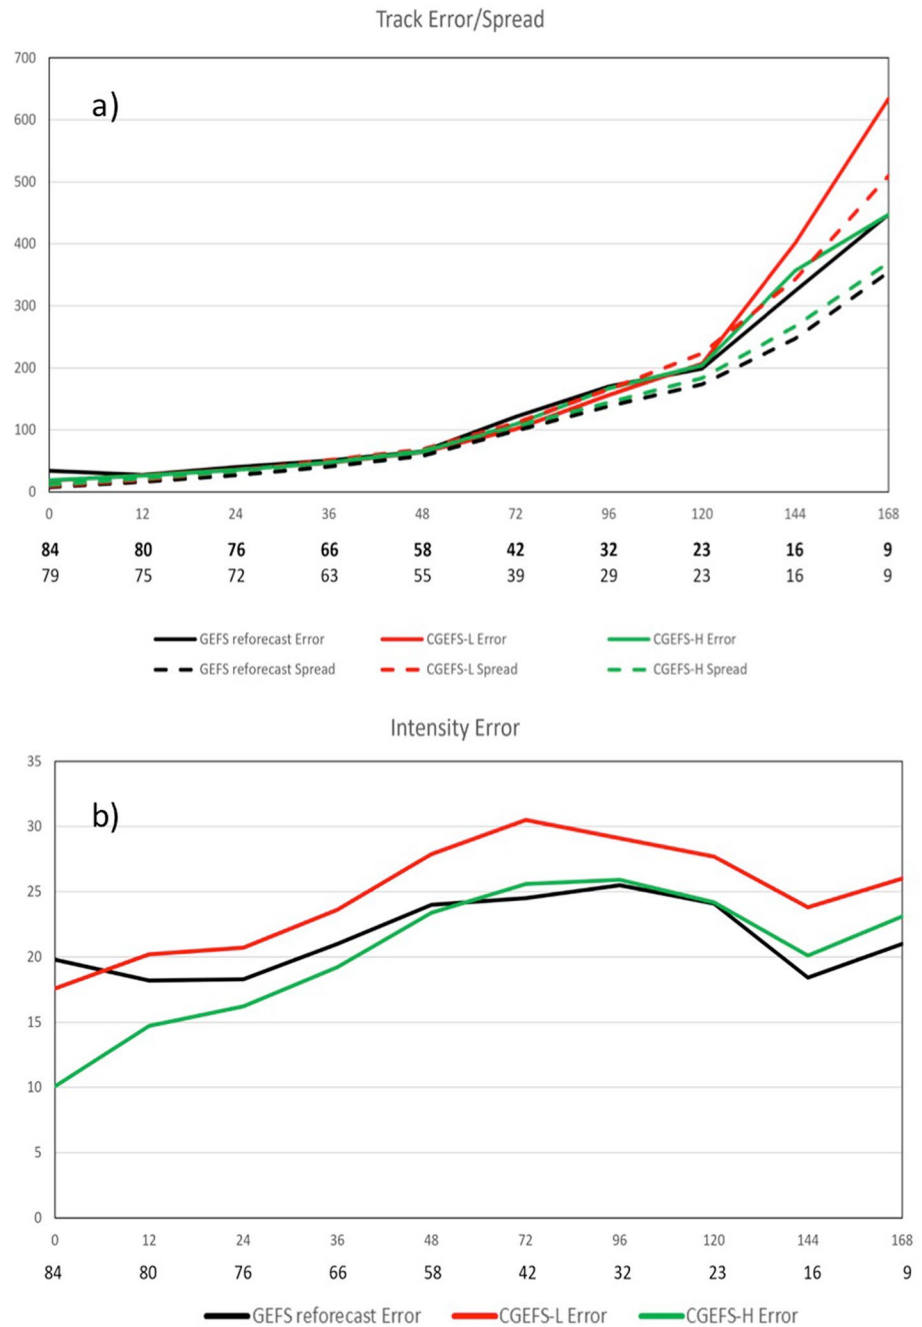 Track Error/Spread
700
a)
600
500
400
300
200
100
0
0 12 24 36 48 72 96 120 144 168
84 80 76 66 58 42 32 23 16 9
79 75 72 63 55 39 29 23 16 9
GEFS reforecast Error CGEFS-L Error CGEFS-H Error
GEFS reforecast Spread CGEFS-L Spread CGEFS-H Spread
Intensity Error
35
b)
30
25
20
15
10
5
0
0 12 24 36 48 72 96 120 144 168
84 80 76 66 58 42 32 23 16 9
GEFS reforecast Error CGEFS-L Error CGEFS-H Error